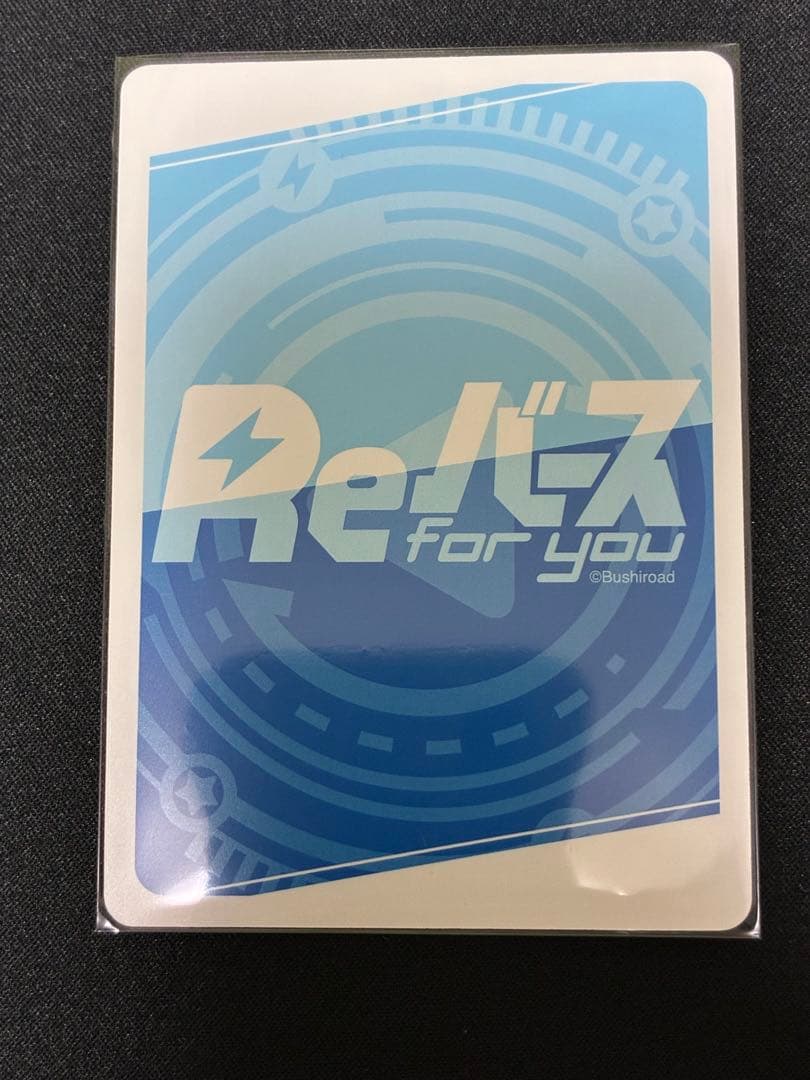 Reバース
for you
©Bushiroad